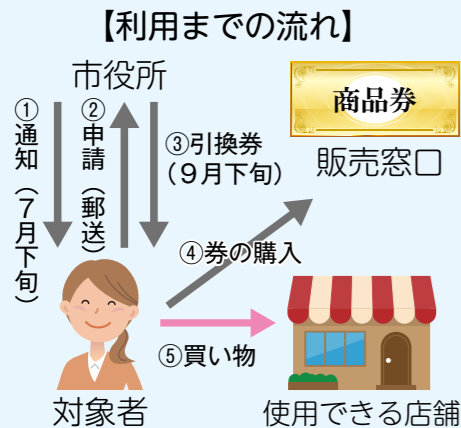 【利用までの流れ】
市役所
商品券
販売窓口
①通知（７月下旬）
②申請（郵送）
③引換券
（９月下旬）
④券の購入
⑤買い物
対象者
使用できる店舗